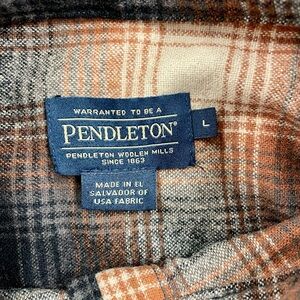 WARRANTED TO BE A
PENDLETON®
PENDLETON WOOLEN MILLS
SINCE 1863
L
MADE IN EL
SALVADOR OF
USA FABRIC